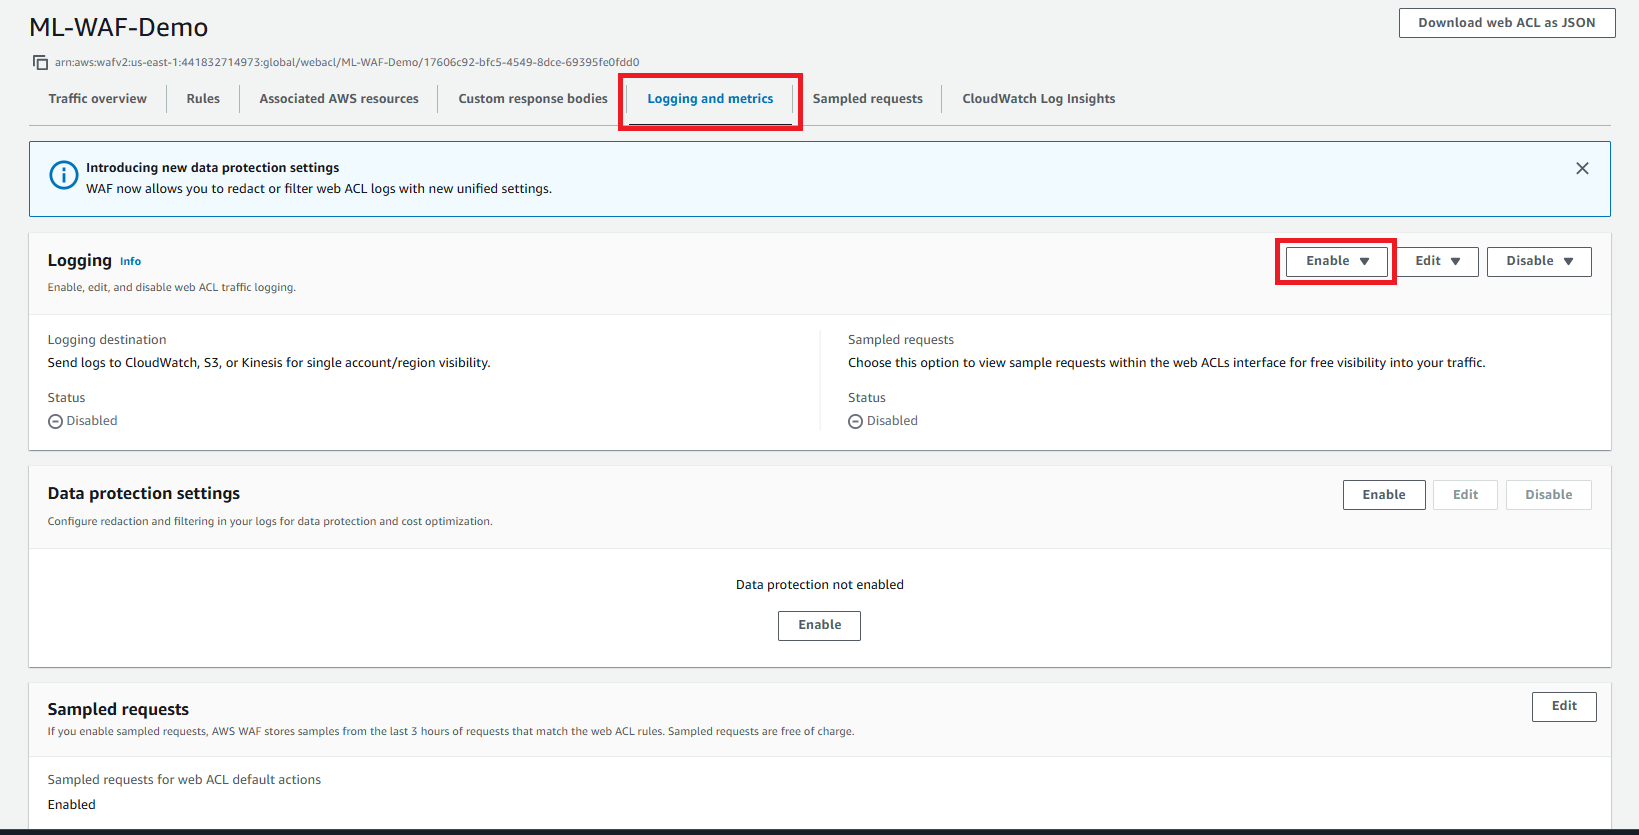 ML-WAF-Demo
Download web ACL as JSON
arn:aws:wafv2:us-east-1:441832714973:global/webacl/ML-WAF-Demo/17606c92-bfc5-4549-8dce-69395fe0fdd0
Traffic overview
Rules
Associated AWS resources
Custom response bodies
Logging and metrics
Sampled requests
CloudWatch Log Insights
Introducing new data protection settings
WAF now allows you to redact or filter web ACL logs with new unified settings.
Logging Info
Enable
Edit
Disable
Enable, edit, and disable web ACL traffic logging.
Logging destination
Send logs to CloudWatch, S3, or Kinesis for single account/region visibility.
Status
Disabled
Sampled requests
Choose this option to view sample requests within the web ACLs interface for free visibility into your traffic.
Status
Disabled
Data protection settings
Enable
Edit
Disable
Configure redaction and filtering in your logs for data protection and cost optimization.
Data protection not enabled
Enable
Sampled requests
Edit
If you enable sampled requests, AWS WAF stores samples from the last 3 hours of requests that match the web ACL rules. Sampled requests are free of charge.
Sampled requests for web ACL default actions
Enabled